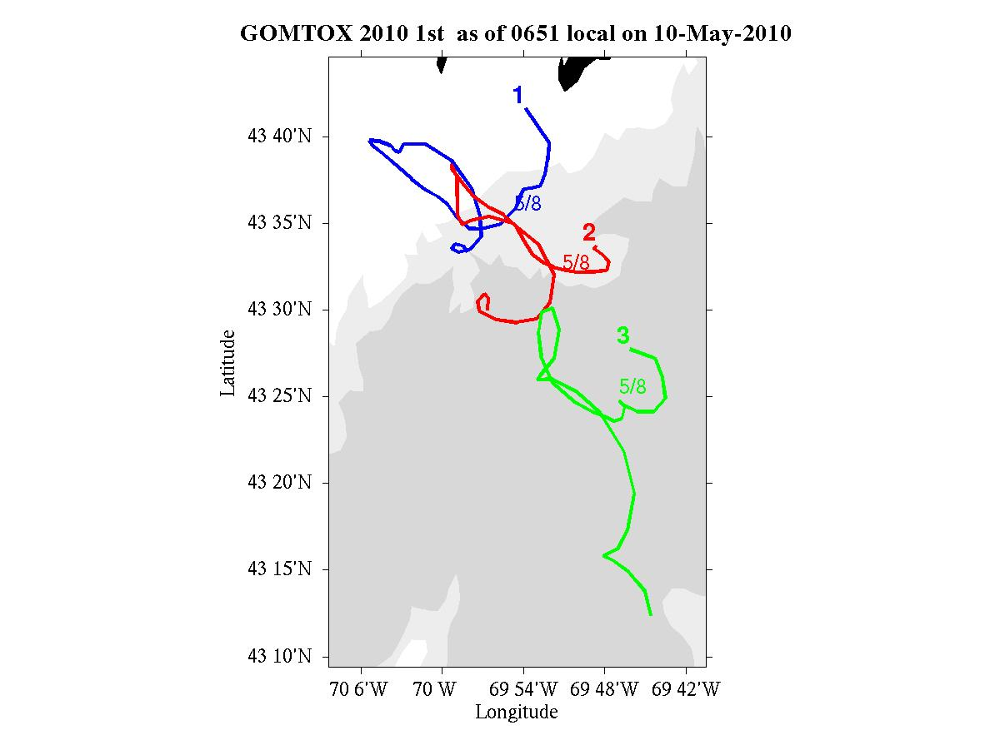 GOMTOX 2010 1st  as of 0651 local on 10-May-2010
1
43 40'N
5/8
43 35'N
2
5/8
43 30'N
3
Latitude
5/8
43 25'N
43 20'N
43 15'N
43 10'N
70 6'W
70 W
69 54'W
69 48'W
69 42'W
Longitude